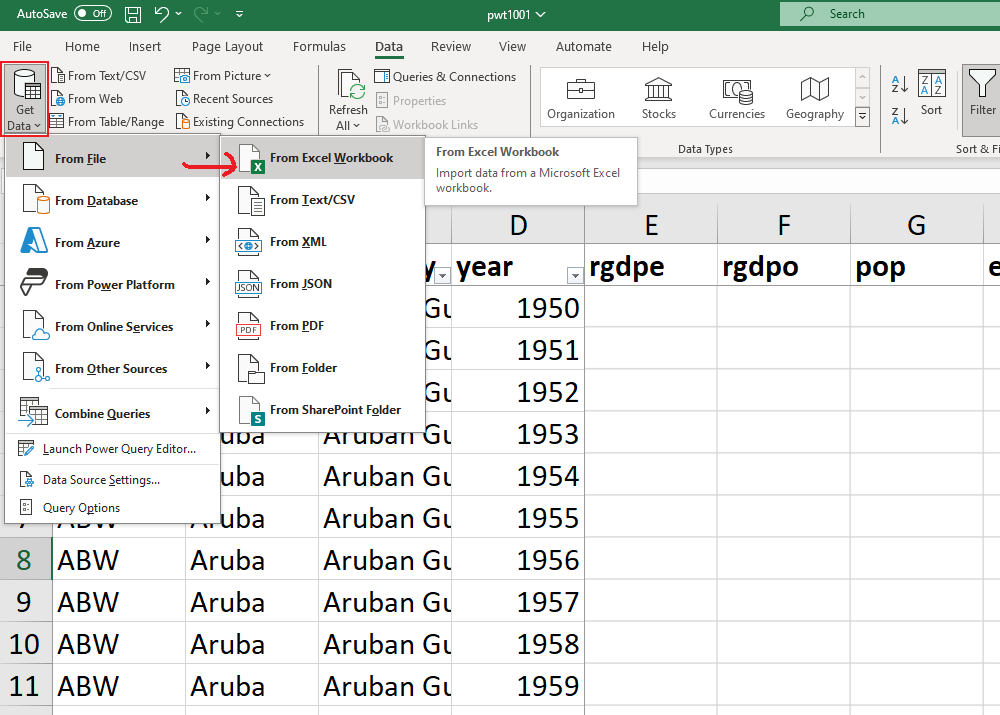 AutoSave Off pwt1001 Search
File Home Insert Page Layout Formulas Data Review View Automate Help
Get
Data
From Text/CSV
From Web
From Table/Range
From Picture
Recent Sources
Existing Connections
Refresh
All
Queries & Connections
Properties
Workbook Links
Organization Stocks Currencies Geography
Data Types
Sort
Filter
Sort & Fi
From File
From Database
From Azure
From Power Platform
From Online Services
From Other Sources
Combine Queries
Launch Power Query Editor...
Data Source Settings...
Query Options
From Excel Workbook
From Text/CSV
From XML
From JSON
From PDF
From Folder
From SharePoint Folder
From Excel Workbook
Import data from a Microsoft Excel
workbook.
D E F G
y year rgdpe rgdpo pop e
Gu 1950
Gu 1951
Gu 1952
uba Aruban Gu 1953
uba Aruban Gu 1954
7 ABW Aruba Aruban Gu 1955
8 ABW Aruba Aruban Gu 1956
9 ABW Aruba Aruban Gu 1957
10 ABW Aruba Aruban Gu 1958
11 ABW Aruba Aruban Gu 1959